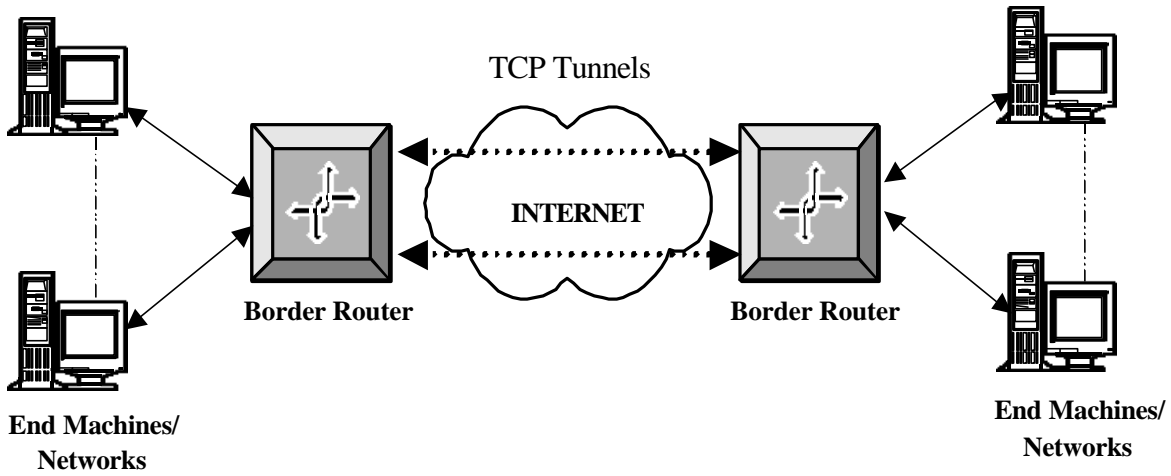 TCP Tunnels
INTERNET
Border Router
Border Router
End Machines/
Networks
End Machines/
Networks